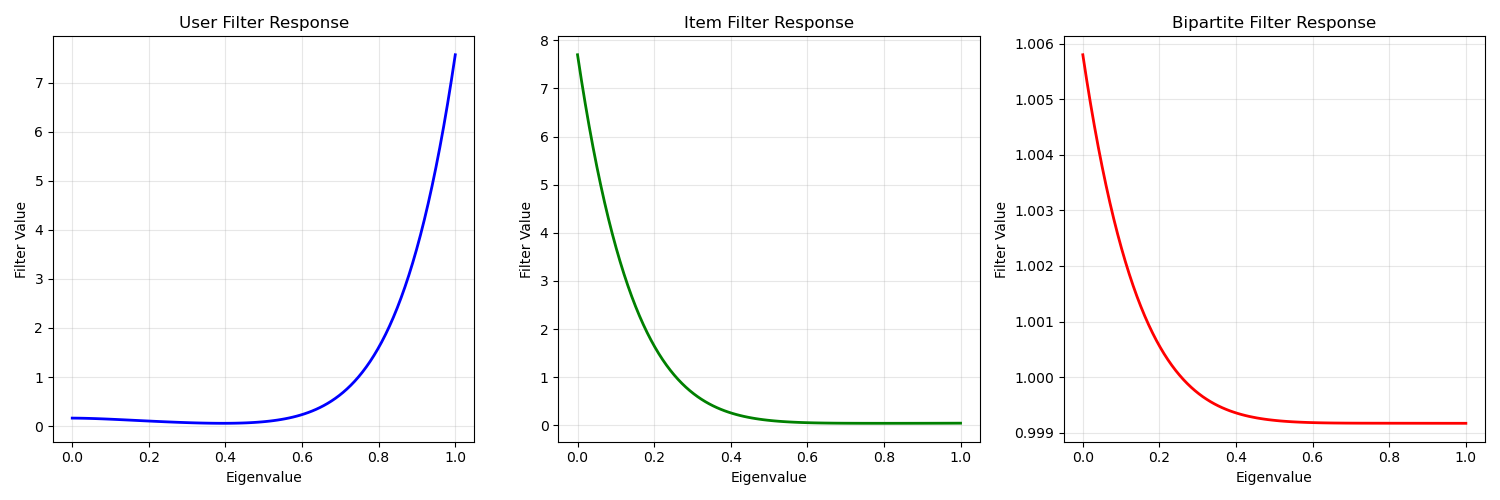 User Filter Response
Filter Value
7
6
5
4
3
2
1
0
0.0 0.2 0.4 0.6 0.8 1.0
Eigenvalue
Item Filter Response
Filter Value
8
7
6
5
4
3
2
1
0
0.0 0.2 0.4 0.6 0.8 1.0
Eigenvalue
Bipartite Filter Response
Filter Value
1.006
1.005
1.004
1.003
1.002
1.001
1.000
0.999
0.0 0.2 0.4 0.6 0.8 1.0
Eigenvalue